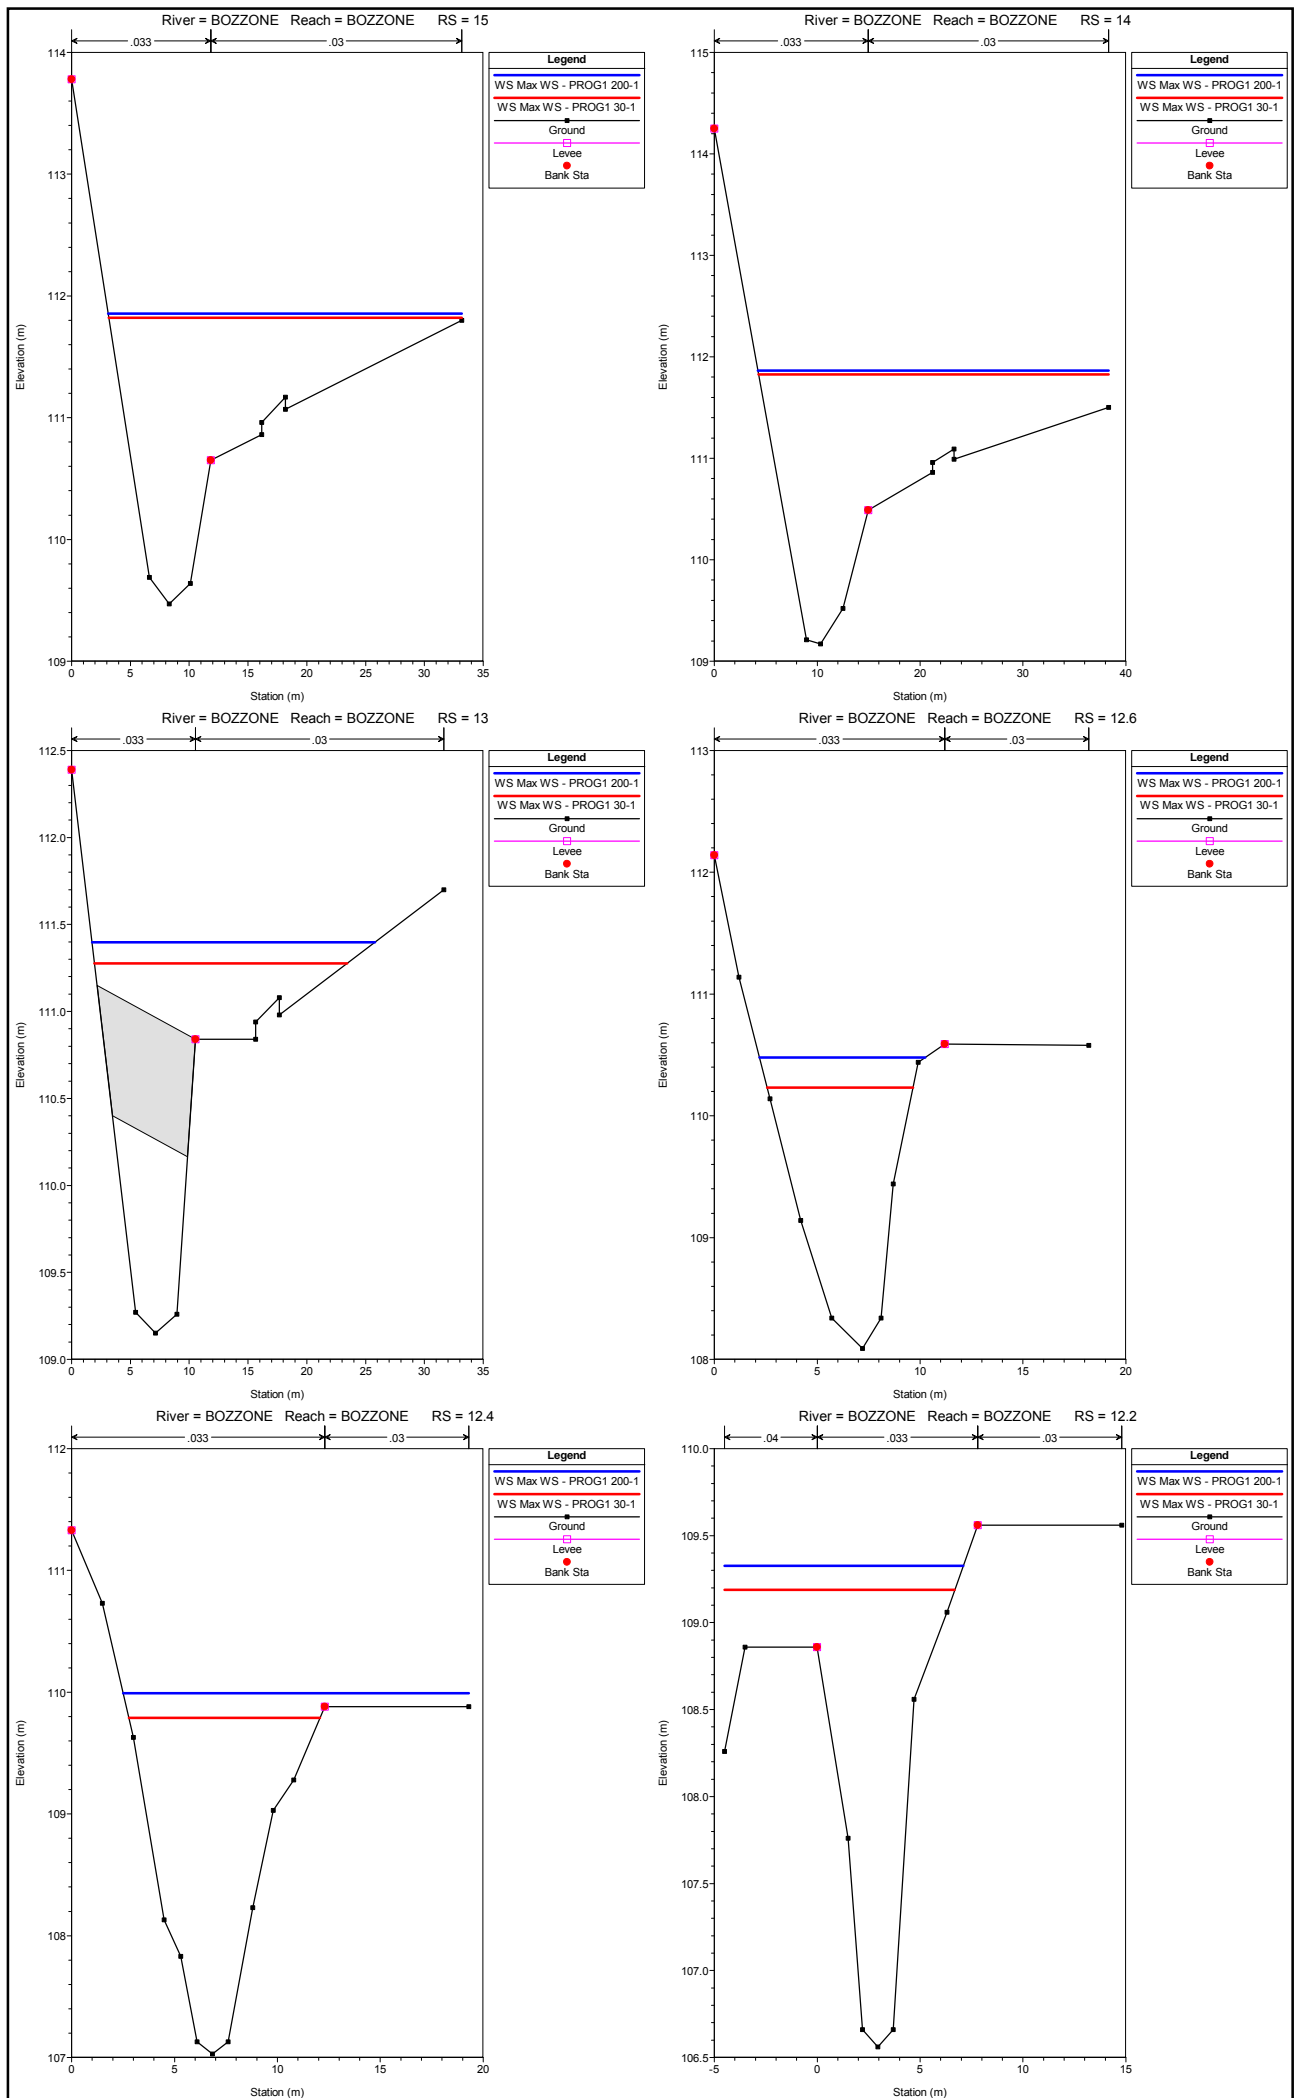 River = BOZZONE Reach = BOZZONE RS = 15
.033 .03
114
113
112
111
110
109
Elevation (m)
0 5 10 15 20 25 30 35
Station (m)
Legend
WS Max WS - PROG1 200-1
WS Max WS - PROG1 30-1
Ground
Levee
Bank Sta
River = BOZZONE Reach = BOZZONE RS = 14
.033 .03
115
114
113
112
111
110
109
Elevation (m)
0 10 20 30 40
Station (m)
Legend
WS Max WS - PROG1 200-1
WS Max WS - PROG1 30-1
Ground
Levee
Bank Sta
River = BOZZONE Reach = BOZZONE RS = 13
.033 .03
112.5
112.0
111.5
111.0
110.5
110.0
109.5
109.0
Elevation (m)
0 5 10 15 20 25 30 35
Station (m)
Legend
WS Max WS - PROG1 200-1
WS Max WS - PROG1 30-1
Ground
Levee
Bank Sta
River = BOZZONE Reach = BOZZONE RS = 12.6
.033 .03
113
112
111
110
109
108
Elevation (m)
0 5 10 15 20
Station (m)
Legend
WS Max WS - PROG1 200-1
WS Max WS - PROG1 30-1
Ground
Levee
Bank Sta
River = BOZZONE Reach = BOZZONE RS = 12.4
.033 .03
112
111
110
109
108
107
Elevation (m)
0 5 10 15 20
Station (m)
Legend
WS Max WS - PROG1 200-1
WS Max WS - PROG1 30-1
Ground
Levee
Bank Sta
River = BOZZONE Reach = BOZZONE RS = 12.2
.04 .033 .03
110.0
109.5
109.0
108.5
108.0
107.5
107.0
106.5
Elevation (m)
-5 0 5 10 15
Station (m)
Legend
WS Max WS - PROG1 200-1
WS Max WS - PROG1 30-1
Ground
Levee
Bank Sta